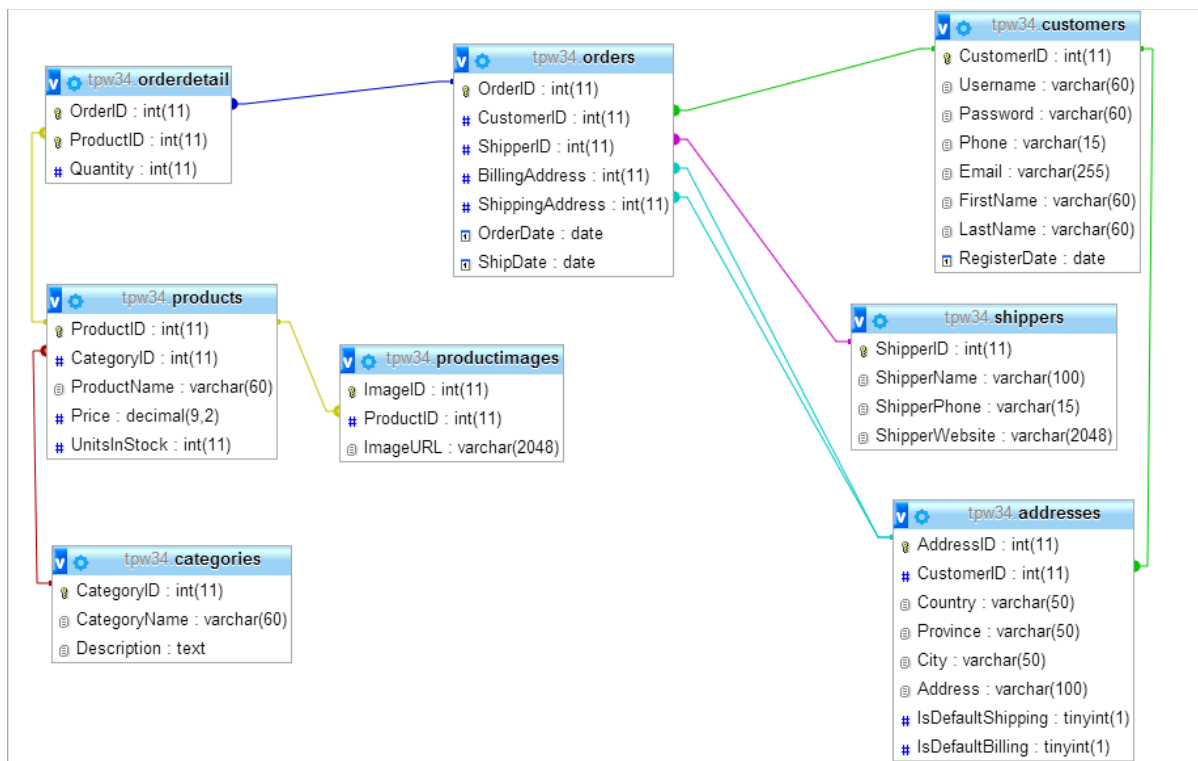 tpw34.orderdetail
OrderID : int(11)
ProductID : int(11)
Quantity : int(11)
tpw34.orders
OrderID : int(11)
CustomerID : int(11)
ShipperID : int(11)
BillingAddress : int(11)
ShippingAddress : int(11)
OrderDate : date
ShipDate : date
tpw34.customers
CustomerID : int(11)
Username : varchar(60)
Password : varchar(60)
Phone : varchar(15)
Email : varchar(255)
FirstName : varchar(60)
LastName : varchar(60)
RegisterDate : date
tpw34.products
ProductID : int(11)
CategoryID : int(11)
ProductName : varchar(60)
Price : decimal(9,2)
UnitsInStock : int(11)
tpw34.productimages
ImageID : int(11)
ProductID : int(11)
ImageURL : varchar(2048)
tpw34.shippers
ShipperID : int(11)
ShipperName : varchar(100)
ShipperPhone : varchar(15)
ShipperWebsite : varchar(2048)
tpw34.categories
CategoryID : int(11)
CategoryName : varchar(60)
Description : text
tpw34.addresses
AddressID : int(11)
CustomerID : int(11)
Country : varchar(50)
Province : varchar(50)
City : varchar(50)
Address : varchar(100)
IsDefaultShipping : tinyint(1)
IsDefaultBilling : tinyint(1)